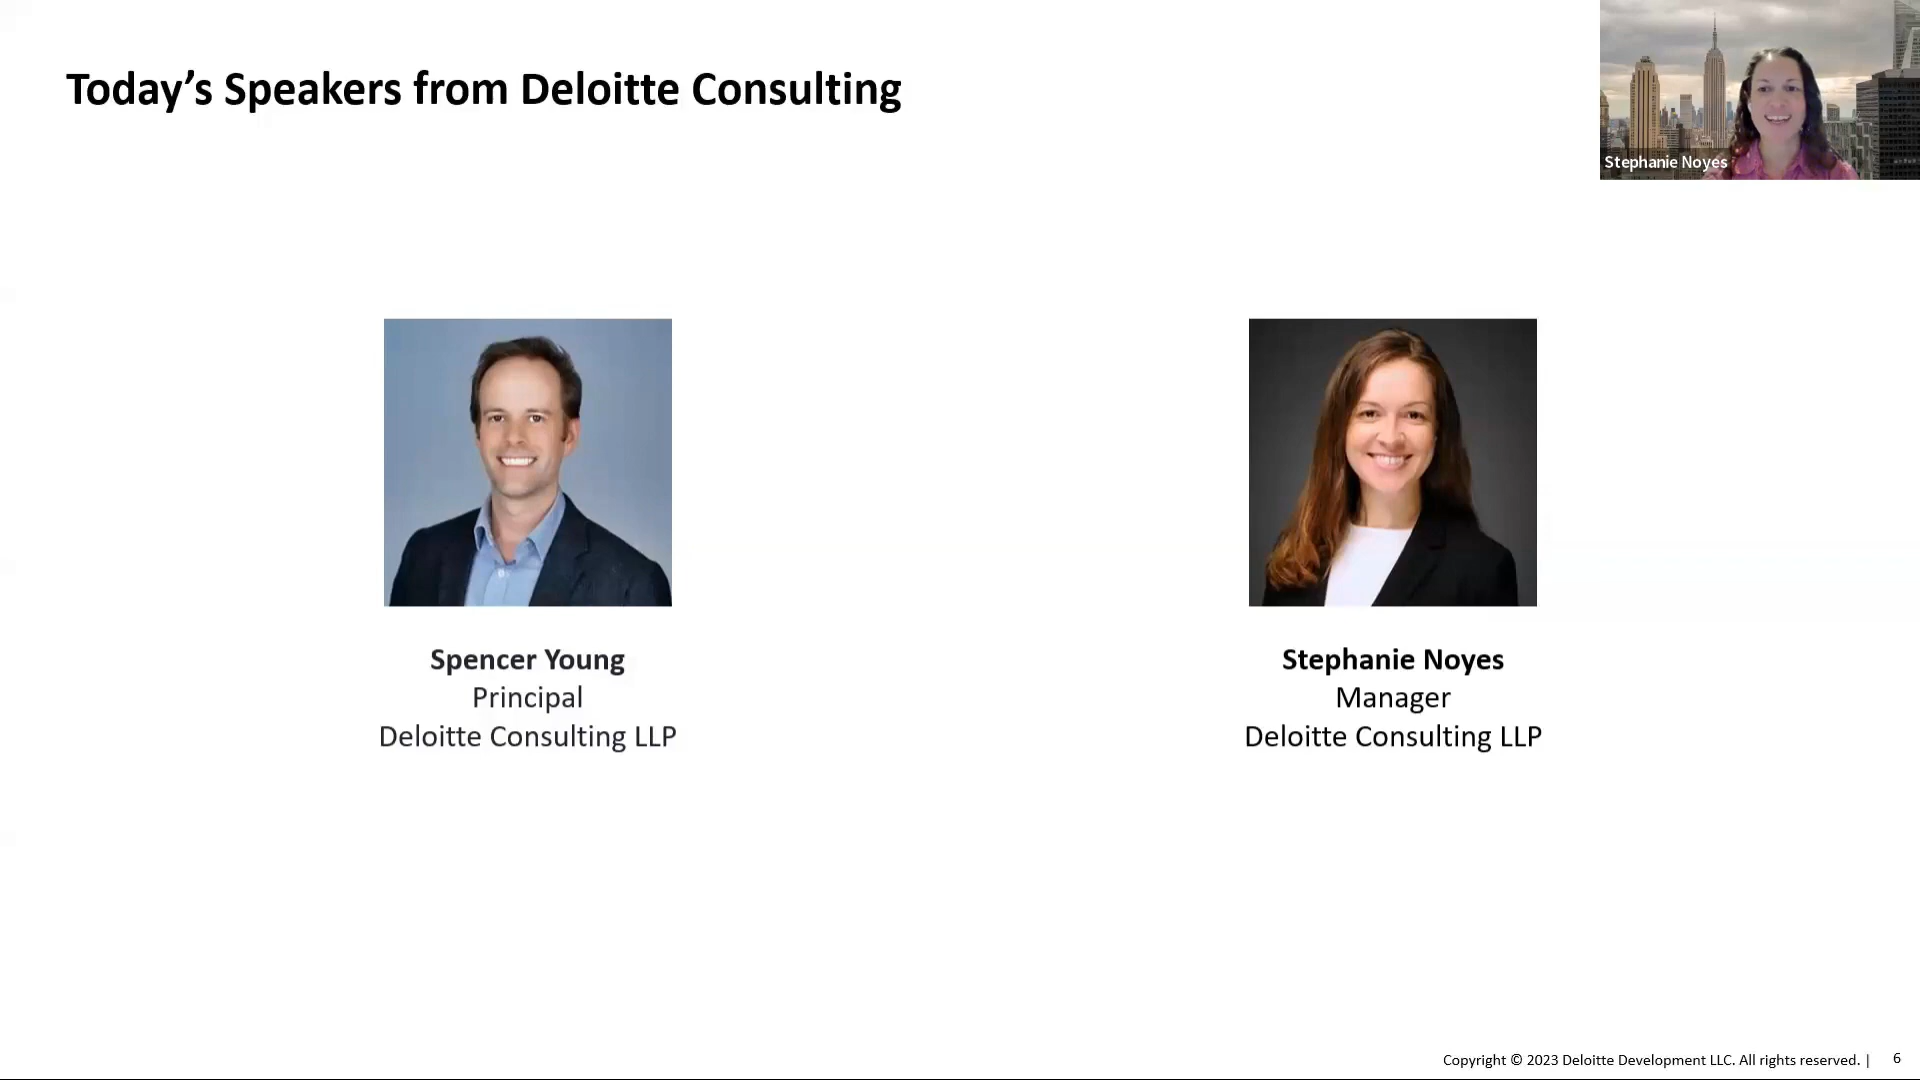 Today’s Speakers from Deloitte Consulting
Stephanie Noyes
Spencer Young
Principal
Deloitte Consulting LLP
Stephanie Noyes
Manager
Deloitte Consulting LLP
Copyright © 2023 Deloitte Development LLC. All rights reserved. | 6